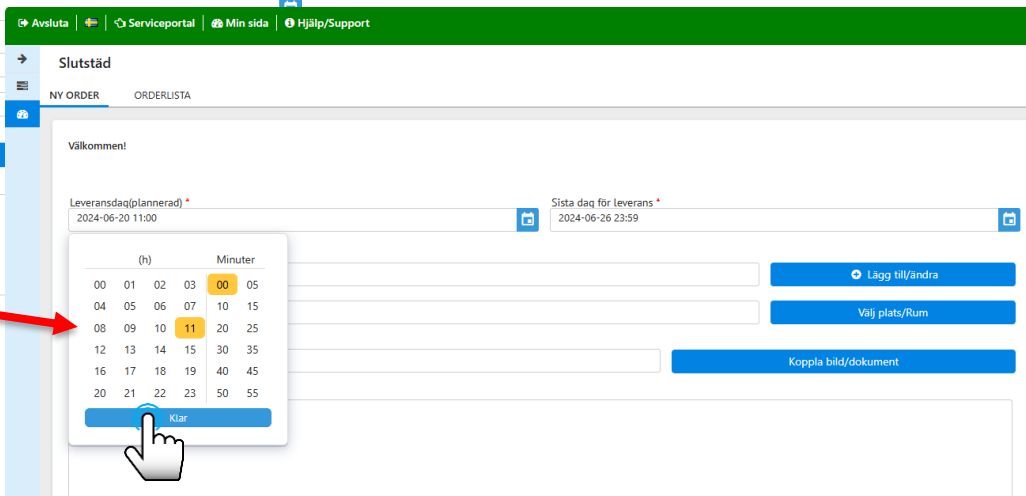 Avsluta | Serviceportal | Min sida | Hjälp/Support
Slutstäd
NY ORDER ORDERLISTA
Välkommen!
Leveransdag(plannerad) * Sista dag för leverans *
2024-06-20 11:00 2024-06-26 23:59
(h) Minuter
00 01 02 03 00 05
Lägg till/ändra
04 05 06 07 10 15
Välj plats/Rum
08 09 10 11 20 25
12 13 14 15 30 35
Koppla bild/dokument
16 17 18 19 40 45
20 21 22 23 50 55
Klar